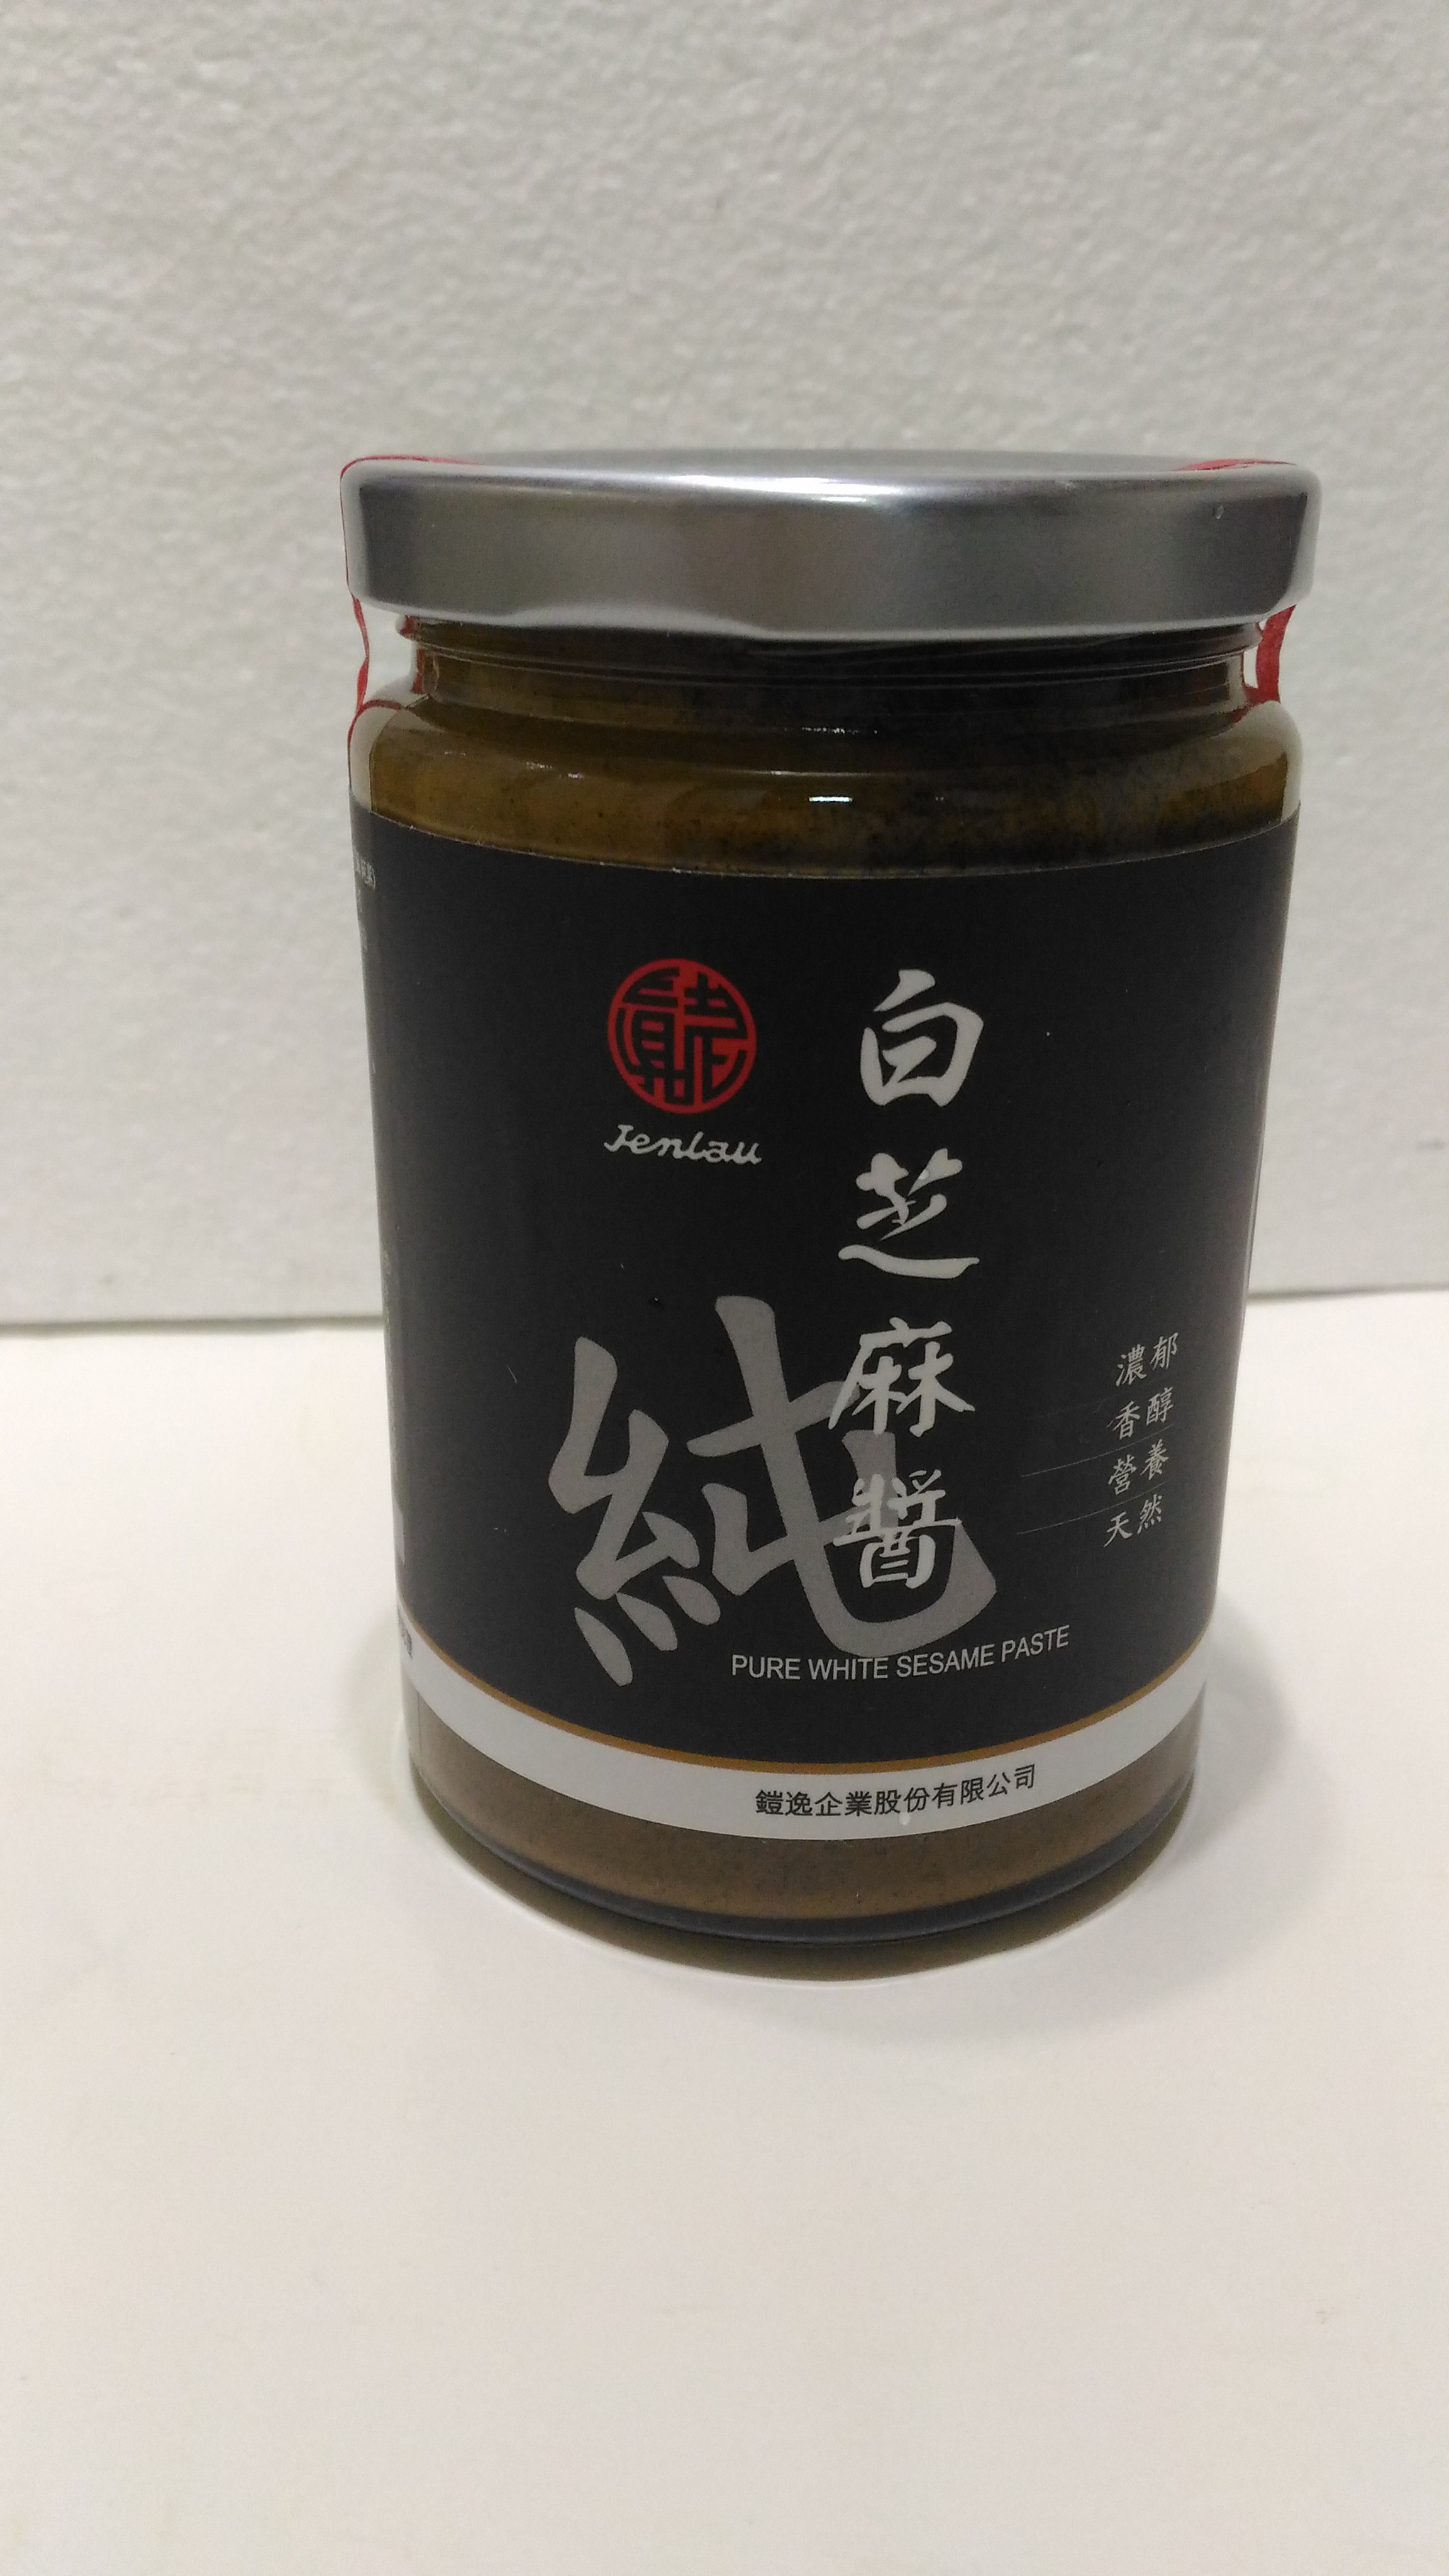 Jenlau
白芝麻醬
純
濃郁
香醇
營養
天然
PURE WHITE SESAME PASTE
鎧逸企業股份有限公司